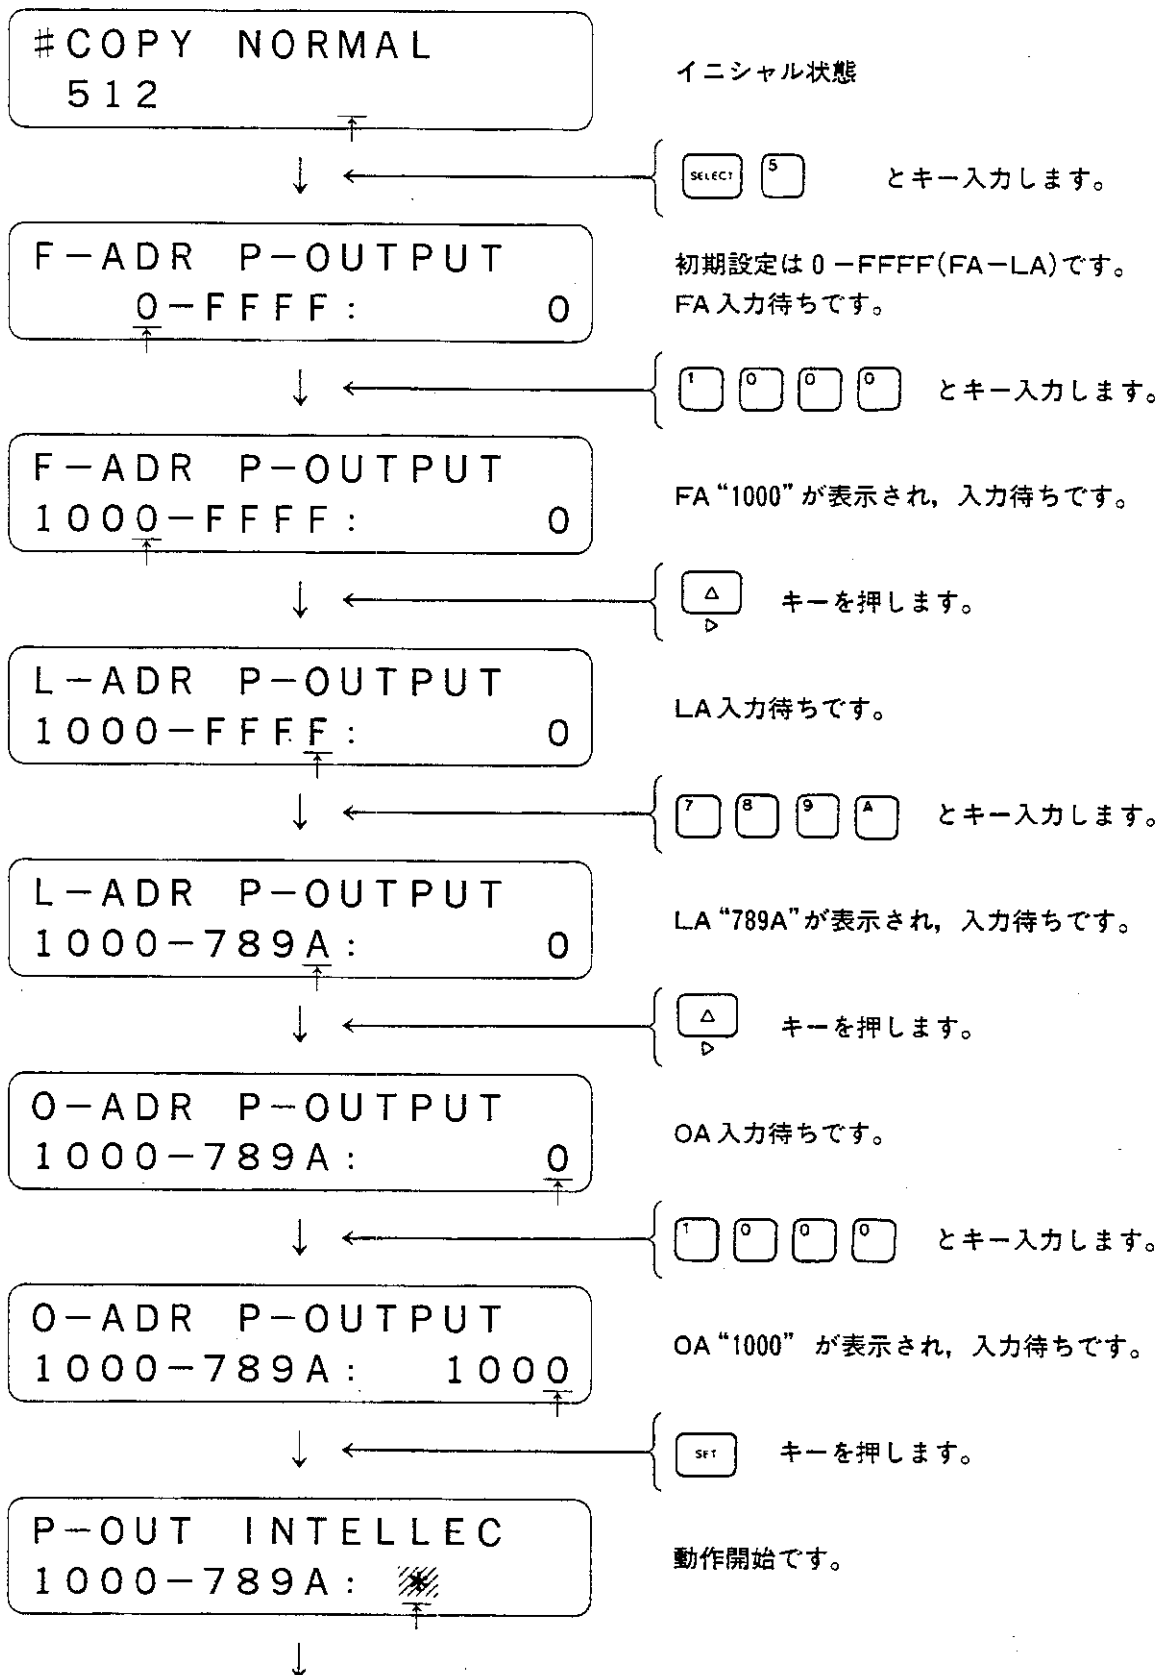 #COPY NORMAL
512
イニシャル状態
SELECT 5 とキー入力します。
F-ADR P-OUTPUT
0-FFFF: 0
初期設定は0-FFFF(FA-LA)です。
FA入力待ちです。
1 0 0 0 とキー入力します。
F-ADR P-OUTPUT
1000-FFFF: 0
FA“1000”が表示され，入力待ちです。
△ キーを押します。
▷
L-ADR P-OUTPUT
1000-FFFF: 0
LA入力待ちです。
7 8 9 A とキー入力します。
L-ADR P-OUTPUT
1000-789A: 0
LA“789A”が表示され，入力待ちです。
△ キーを押します。
▷
O-ADR P-OUTPUT
1000-789A: 0
OA入力待ちです。
1 0 0 0 とキー入力します。
O-ADR P-OUTPUT
1000-789A: 1000
OA“1000” が表示され，入力待ちです。
SET キーを押します。
P-OUT INTELLEC
1000-789A: *
動作開始です。